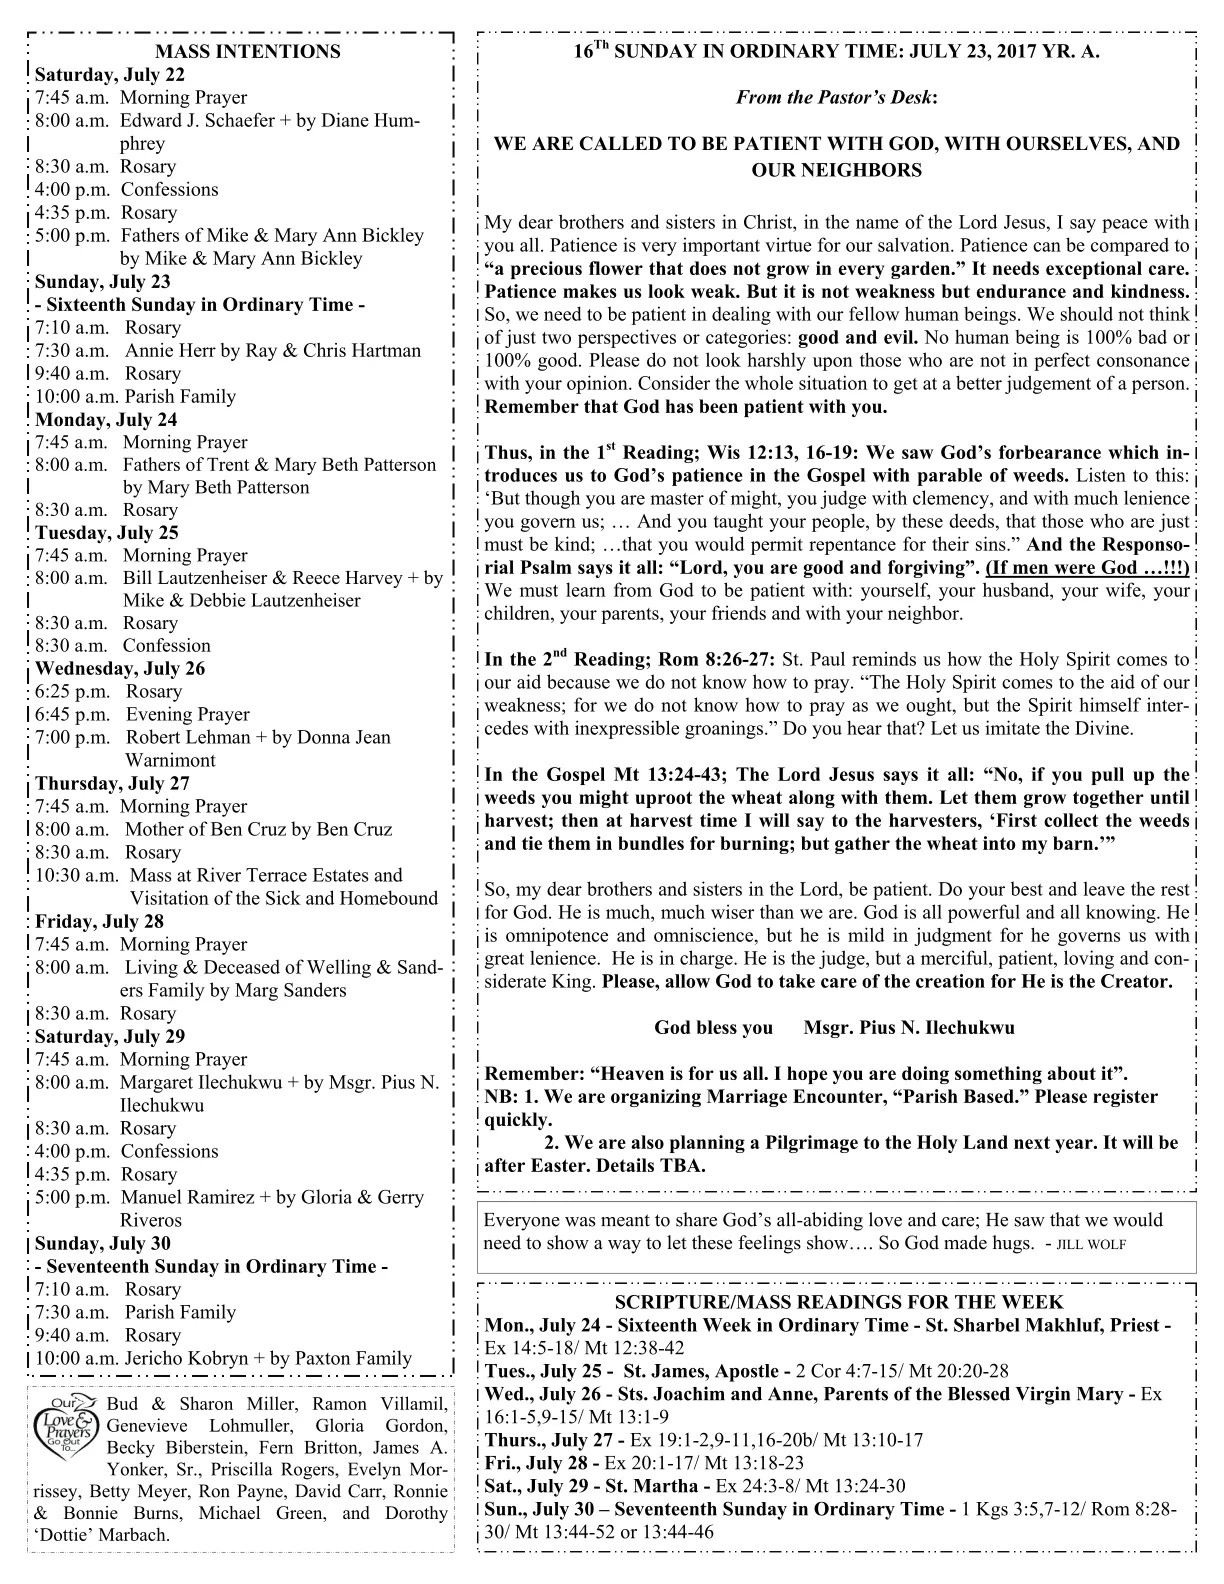 MASS INTENTIONS
Saturday, July 22
7:45 a.m. Morning Prayer
8:00 a.m. Edward J. Schaefer + by Diane Hum-
phrey
8:30 a.m. Rosary
4:00 p.m. Confessions
4:35 p.m. Rosary
5:00 p.m. Fathers of Mike & Mary Ann Bickley
by Mike & Mary Ann Bickley
Sunday, July 23
- Sixteenth Sunday in Ordinary Time -
7:10 a.m. Rosary
7:30 a.m. Annie Herr by Ray & Chris Hartman
9:40 a.m. Rosary
10:00 a.m. Parish Family
Monday, July 24
7:45 a.m. Morning Prayer
8:00 a.m. Fathers of Trent & Mary Beth Patterson
by Mary Beth Patterson
8:30 a.m. Rosary
Tuesday, July 25
7:45 a.m. Morning Prayer
8:00 a.m. Bill Lautzenheiser & Reece Harvey + by
Mike & Debbie Lautzenheiser
8:30 a.m. Rosary
8:30 a.m. Confession
Wednesday, July 26
6:25 p.m. Rosary
6:45 p.m. Evening Prayer
7:00 p.m. Robert Lehman + by Donna Jean
Warnimont
Thursday, July 27
7:45 a.m. Morning Prayer
8:00 a.m. Mother of Ben Cruz by Ben Cruz
8:30 a.m. Rosary
10:30 a.m. Mass at River Terrace Estates and
Visitation of the Sick and Homebound
Friday, July 28
7:45 a.m. Morning Prayer
8:00 a.m. Living & Deceased of Welling & Sand-
ers Family by Marg Sanders
8:30 a.m. Rosary
Saturday, July 29
7:45 a.m. Morning Prayer
8:00 a.m. Margaret Ilechukwu + by Msgr. Pius N.
Ilechukwu
8:30 a.m. Rosary
4:00 p.m. Confessions
4:35 p.m. Rosary
5:00 p.m. Manuel Ramirez + by Gloria & Gerry
Riveros
Sunday, July 30
- Seventeenth Sunday in Ordinary Time -
7:10 a.m. Rosary
7:30 a.m. Parish Family
9:40 a.m. Rosary
10:00 a.m. Jericho Kobryn + by Paxton Family
Our
Love &
Prayers
Go Out
To...
Bud & Sharon Miller, Ramon Villamil,
Genevieve Lohmuller, Gloria Gordon,
Becky Biberstein, Fern Britton, James A.
Yonker, Sr., Priscilla Rogers, Evelyn Mor-
rissey, Betty Meyer, Ron Payne, David Carr, Ronnie
& Bonnie Burns, Michael Green, and Dorothy
‘Dottie’ Marbach.
16Th SUNDAY IN ORDINARY TIME: JULY 23, 2017 YR. A.
From the Pastor’s Desk:
WE ARE CALLED TO BE PATIENT WITH GOD, WITH OURSELVES, AND
OUR NEIGHBORS
My dear brothers and sisters in Christ, in the name of the Lord Jesus, I say peace with
you all. Patience is very important virtue for our salvation. Patience can be compared to
“a precious flower that does not grow in every garden.” It needs exceptional care.
Patience makes us look weak. But it is not weakness but endurance and kindness.
So, we need to be patient in dealing with our fellow human beings. We should not think
of just two perspectives or categories: good and evil. No human being is 100% bad or
100% good. Please do not look harshly upon those who are not in perfect consonance
with your opinion. Consider the whole situation to get at a better judgement of a person.
Remember that God has been patient with you.
Thus, in the 1st Reading; Wis 12:13, 16-19: We saw God’s forbearance which in-
troduces us to God’s patience in the Gospel with parable of weeds. Listen to this:
‘But though you are master of might, you judge with clemency, and with much lenience
you govern us; … And you taught your people, by these deeds, that those who are just
must be kind; …that you would permit repentance for their sins.” And the Responso-
rial Psalm says it all: “Lord, you are good and forgiving”. (If men were God …!!!)
We must learn from God to be patient with: yourself, your husband, your wife, your
children, your parents, your friends and with your neighbor.
In the 2nd Reading; Rom 8:26-27: St. Paul reminds us how the Holy Spirit comes to
our aid because we do not know how to pray. “The Holy Spirit comes to the aid of our
weakness; for we do not know how to pray as we ought, but the Spirit himself inter-
cedes with inexpressible groanings.” Do you hear that? Let us imitate the Divine.
In the Gospel Mt 13:24-43; The Lord Jesus says it all: “No, if you pull up the
weeds you might uproot the wheat along with them. Let them grow together until
harvest; then at harvest time I will say to the harvesters, ‘First collect the weeds
and tie them in bundles for burning; but gather the wheat into my barn.’”
So, my dear brothers and sisters in the Lord, be patient. Do your best and leave the rest
for God. He is much, much wiser than we are. God is all powerful and all knowing. He
is omnipotence and omniscience, but he is mild in judgment for he governs us with
great lenience. He is in charge. He is the judge, but a merciful, patient, loving and con-
siderate King. Please, allow God to take care of the creation for He is the Creator.
God bless you Msgr. Pius N. Ilechukwu
Remember: “Heaven is for us all. I hope you are doing something about it”.
NB: 1. We are organizing Marriage Encounter, “Parish Based.” Please register
quickly.
2. We are also planning a Pilgrimage to the Holy Land next year. It will be
after Easter. Details TBA.
Everyone was meant to share God’s all-abiding love and care; He saw that we would
need to show a way to let these feelings show…. So God made hugs. - JILL WOLF
SCRIPTURE/MASS READINGS FOR THE WEEK
Mon., July 24 - Sixteenth Week in Ordinary Time - St. Sharbel Makhluf, Priest -
Ex 14:5-18/ Mt 12:38-42
Tues., July 25 - St. James, Apostle - 2 Cor 4:7-15/ Mt 20:20-28
Wed., July 26 - Sts. Joachim and Anne, Parents of the Blessed Virgin Mary - Ex
16:1-5,9-15/ Mt 13:1-9
Thurs., July 27 - Ex 19:1-2,9-11,16-20b/ Mt 13:10-17
Fri., July 28 - Ex 20:1-17/ Mt 13:18-23
Sat., July 29 - St. Martha - Ex 24:3-8/ Mt 13:24-30
Sun., July 30 – Seventeenth Sunday in Ordinary Time - 1 Kgs 3:5,7-12/ Rom 8:28-
30/ Mt 13:44-52 or 13:44-46